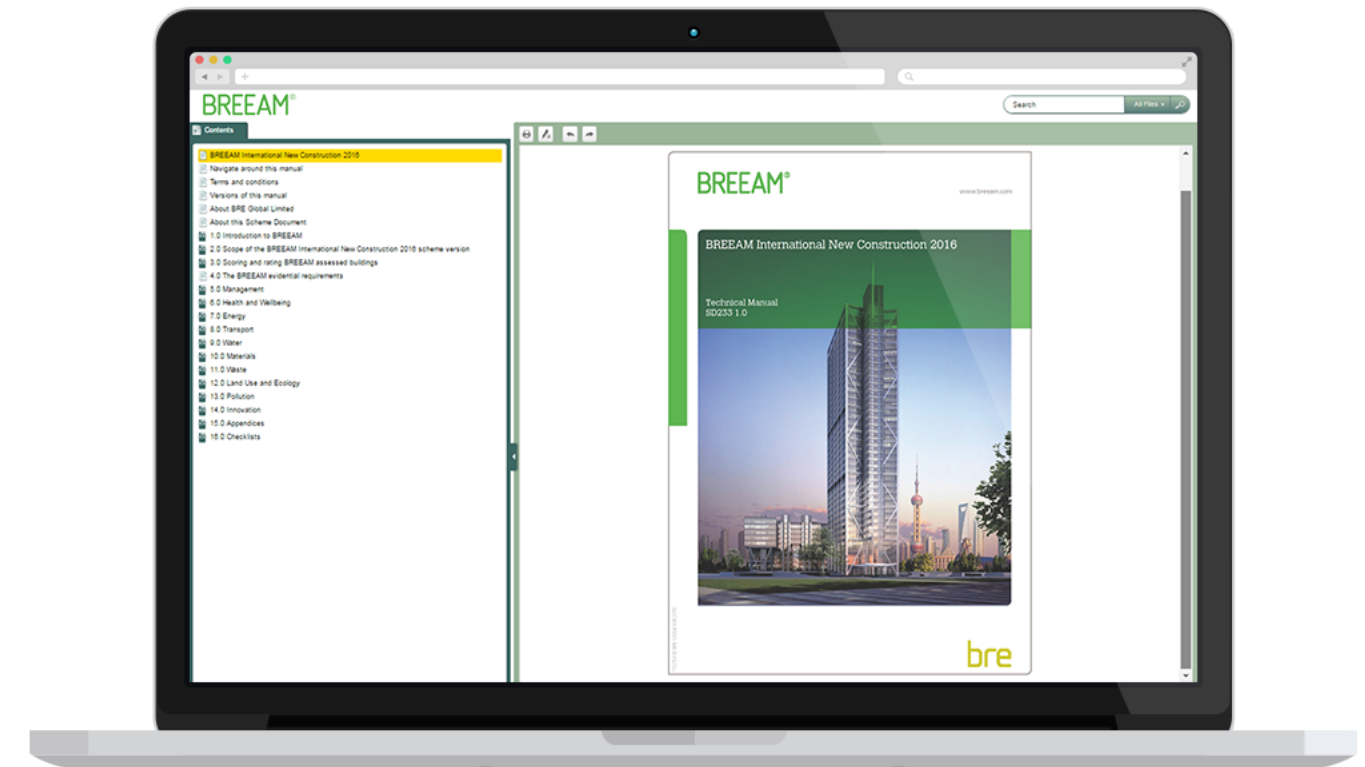 BREEAM®
Search
All Files
Contents
BREEAM International New Construction 2016
Navigate around this manual
Terms and conditions
Versions of this manual
About BRE Global Limited
About this Scheme Document
1.0 Introduction to BREEAM
2.0 Scope of the BREEAM International New Construction 2016 scheme version
3.0 Scoring and rating BREEAM assessed buildings
4.0 The BREEAM evidential requirements
5.0 Management
6.0 Health and Wellbeing
7.0 Energy
8.0 Transport
9.0 Water
10.0 Materials
11.0 Waste
12.0 Land Use and Ecology
13.0 Pollution
14.0 Innovation
15.0 Appendices
16.0 Checklists
BREEAM®
www.breeam.com
BREEAM International New Construction 2016
Technical Manual
SD233 1.0
bre